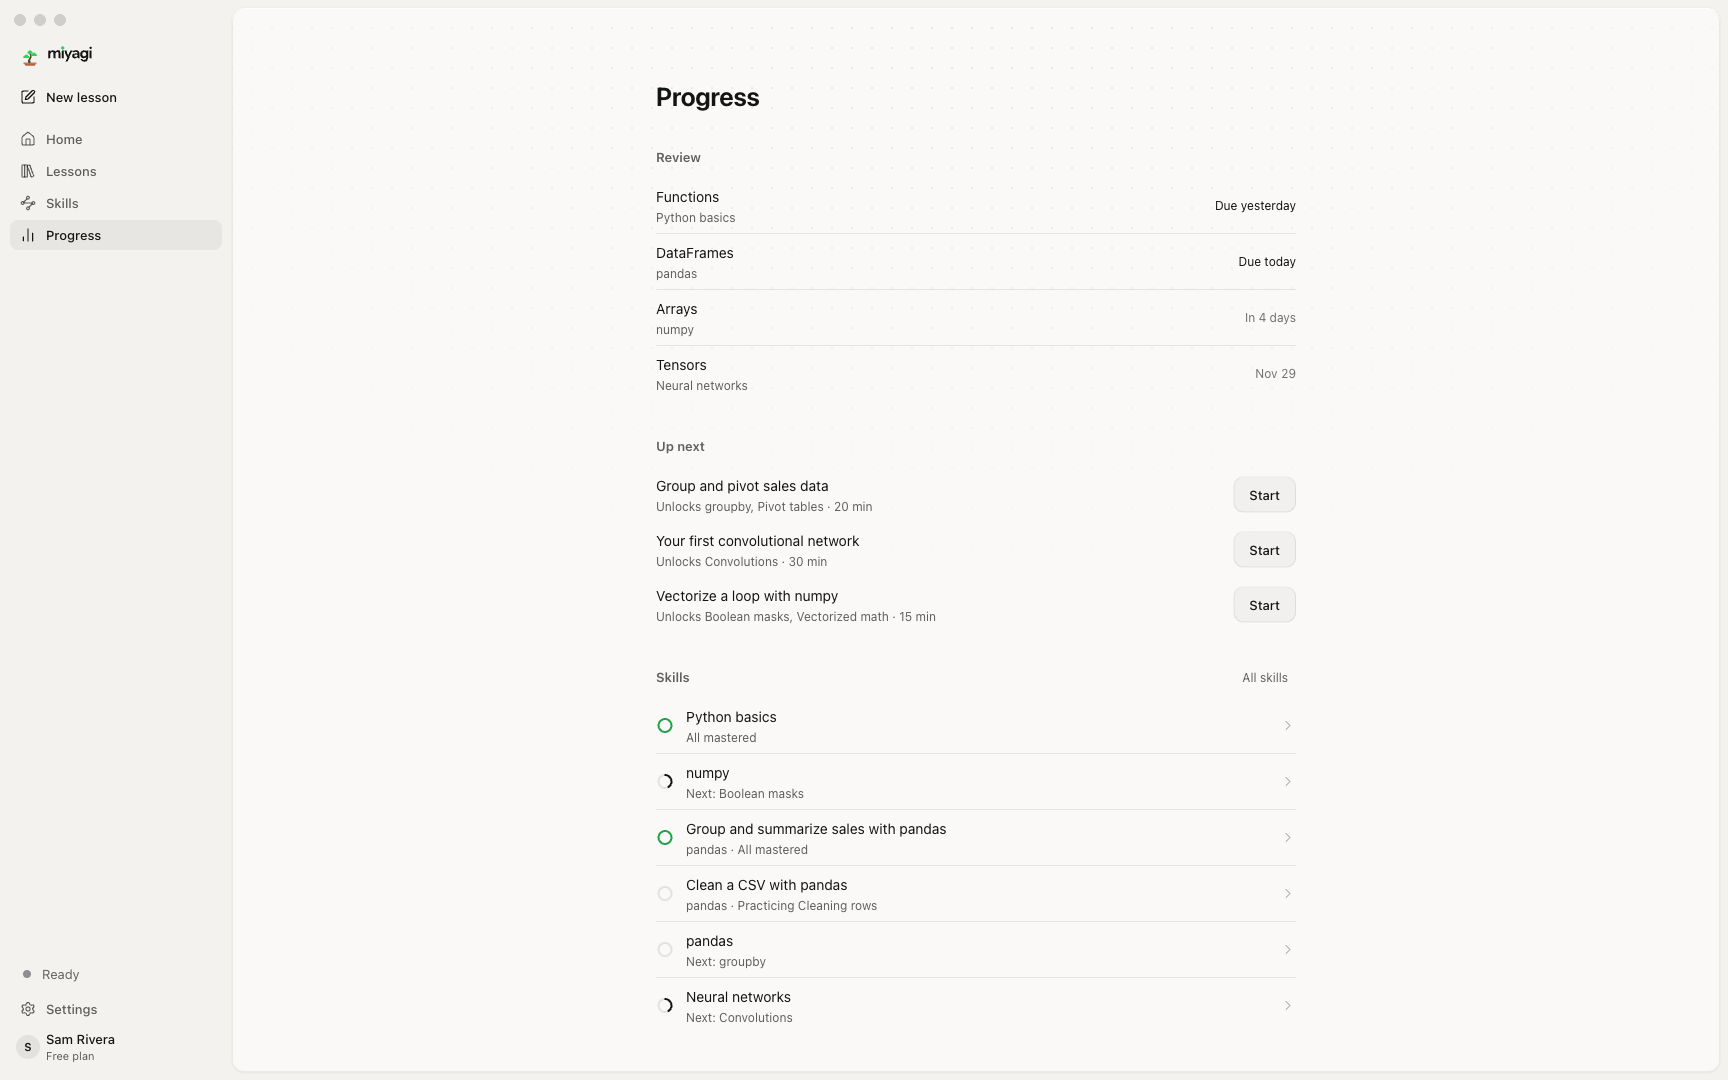 miyagi
New lesson
Home
Lessons
Skills
Progress
Ready
Settings
S
Sam Rivera
Free plan
Progress
Review
Functions
Python basics
Due yesterday
DataFrames
pandas
Due today
Arrays
numpy
In 4 days
Tensors
Neural networks
Nov 29
Up next
Group and pivot sales data
Unlocks groupby, Pivot tables · 20 min
Start
Your first convolutional network
Unlocks Convolutions · 30 min
Start
Vectorize a loop with numpy
Unlocks Boolean masks, Vectorized math · 15 min
Start
Skills
All skills
Python basics
All mastered
numpy
Next: Boolean masks
Group and summarize sales with pandas
pandas · All mastered
Clean a CSV with pandas
pandas · Practicing Cleaning rows
pandas
Next: groupby
Neural networks
Next: Convolutions